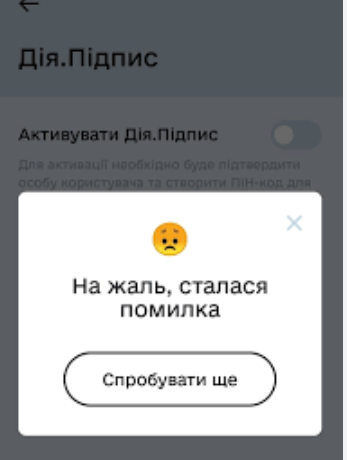 Дія.Підпис
Активувати Дія.Підпис
Для активації необхідно буде підтвердити
особу користувача та створити ПІН-код для
На жаль, сталася
помилка
Спробувати ще